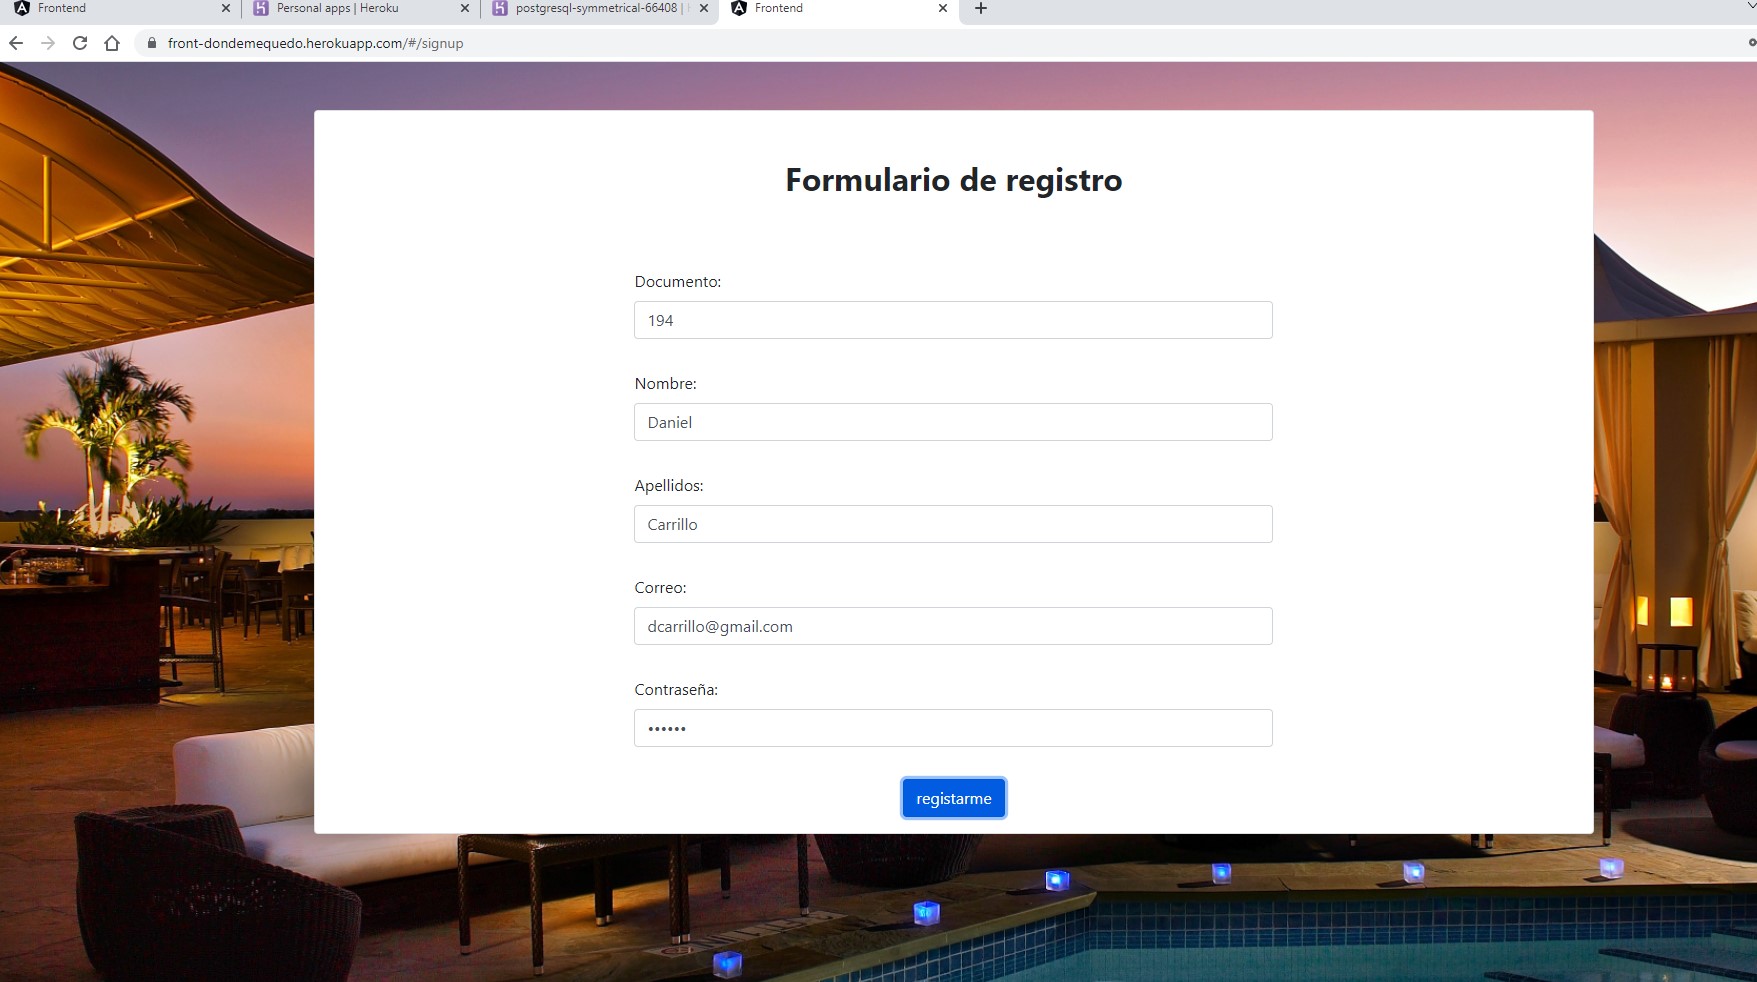 Frontend
Personal apps | Heroku
postgresql-symmetrical-66408 |
Frontend
front-dondemequedo.herokuapp.com/#/signup
Formulario de registro
Documento:
194
Nombre:
Daniel
Apellidos:
Carrillo
Correo:
dcarrillo@gmail.com
Contraseña:
••••••
registarme